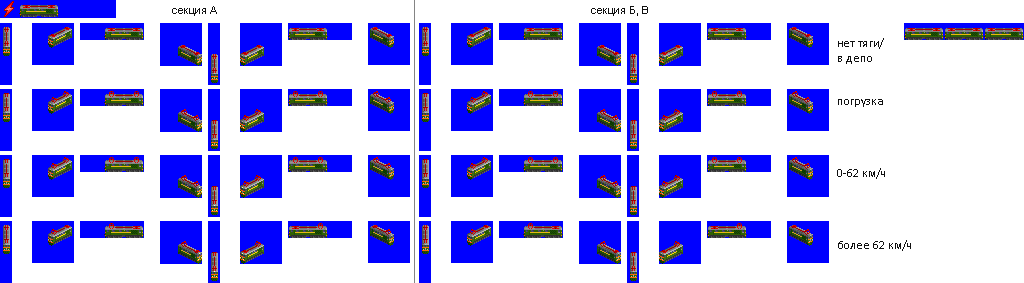 секция А
секция Б, В
нет тяги/
в депо
погрузка
0-62 км/ч
более 62 км/ч